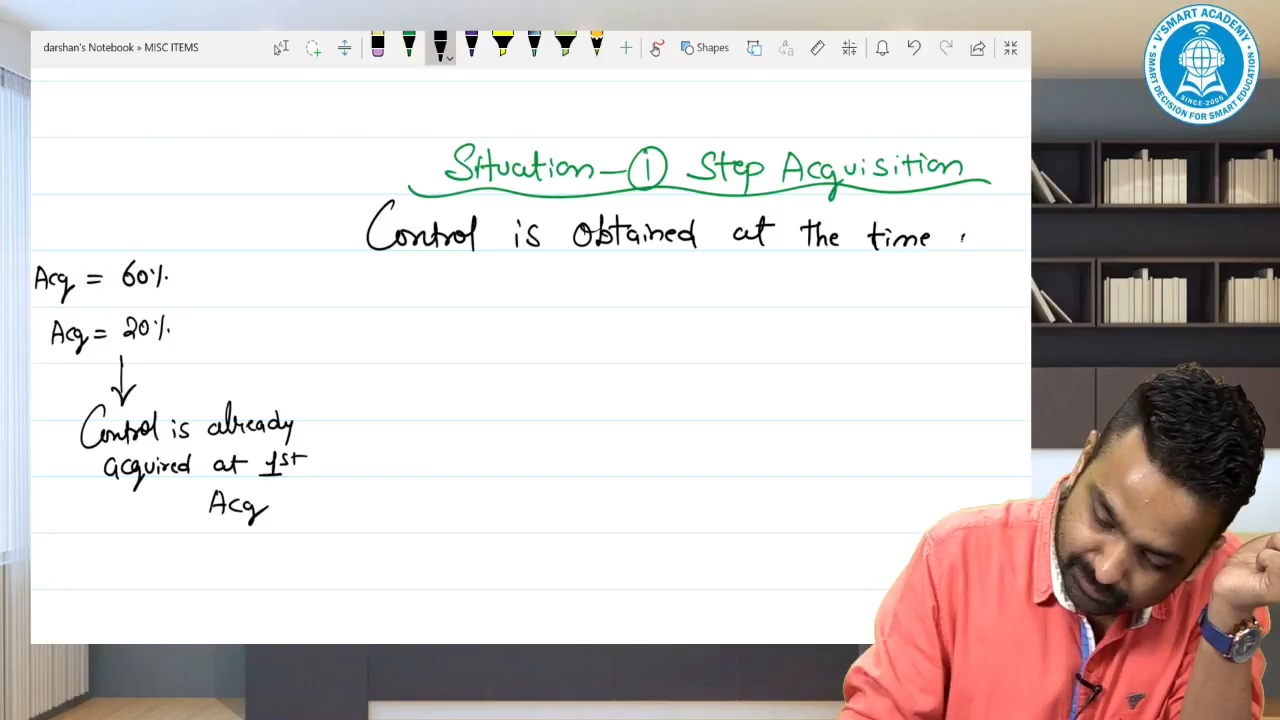 darshan's Notebook » MISC ITEMS
Shapes
V'SMART ACADEMY
SINCE-2005
SMART DECISION FOR SMART EDUCATION
Situation - 1 Step Acquisition
Control is obtained at the time
Acq = 60%
Acq = 20%
Control is already
acquired at 1st
Acq